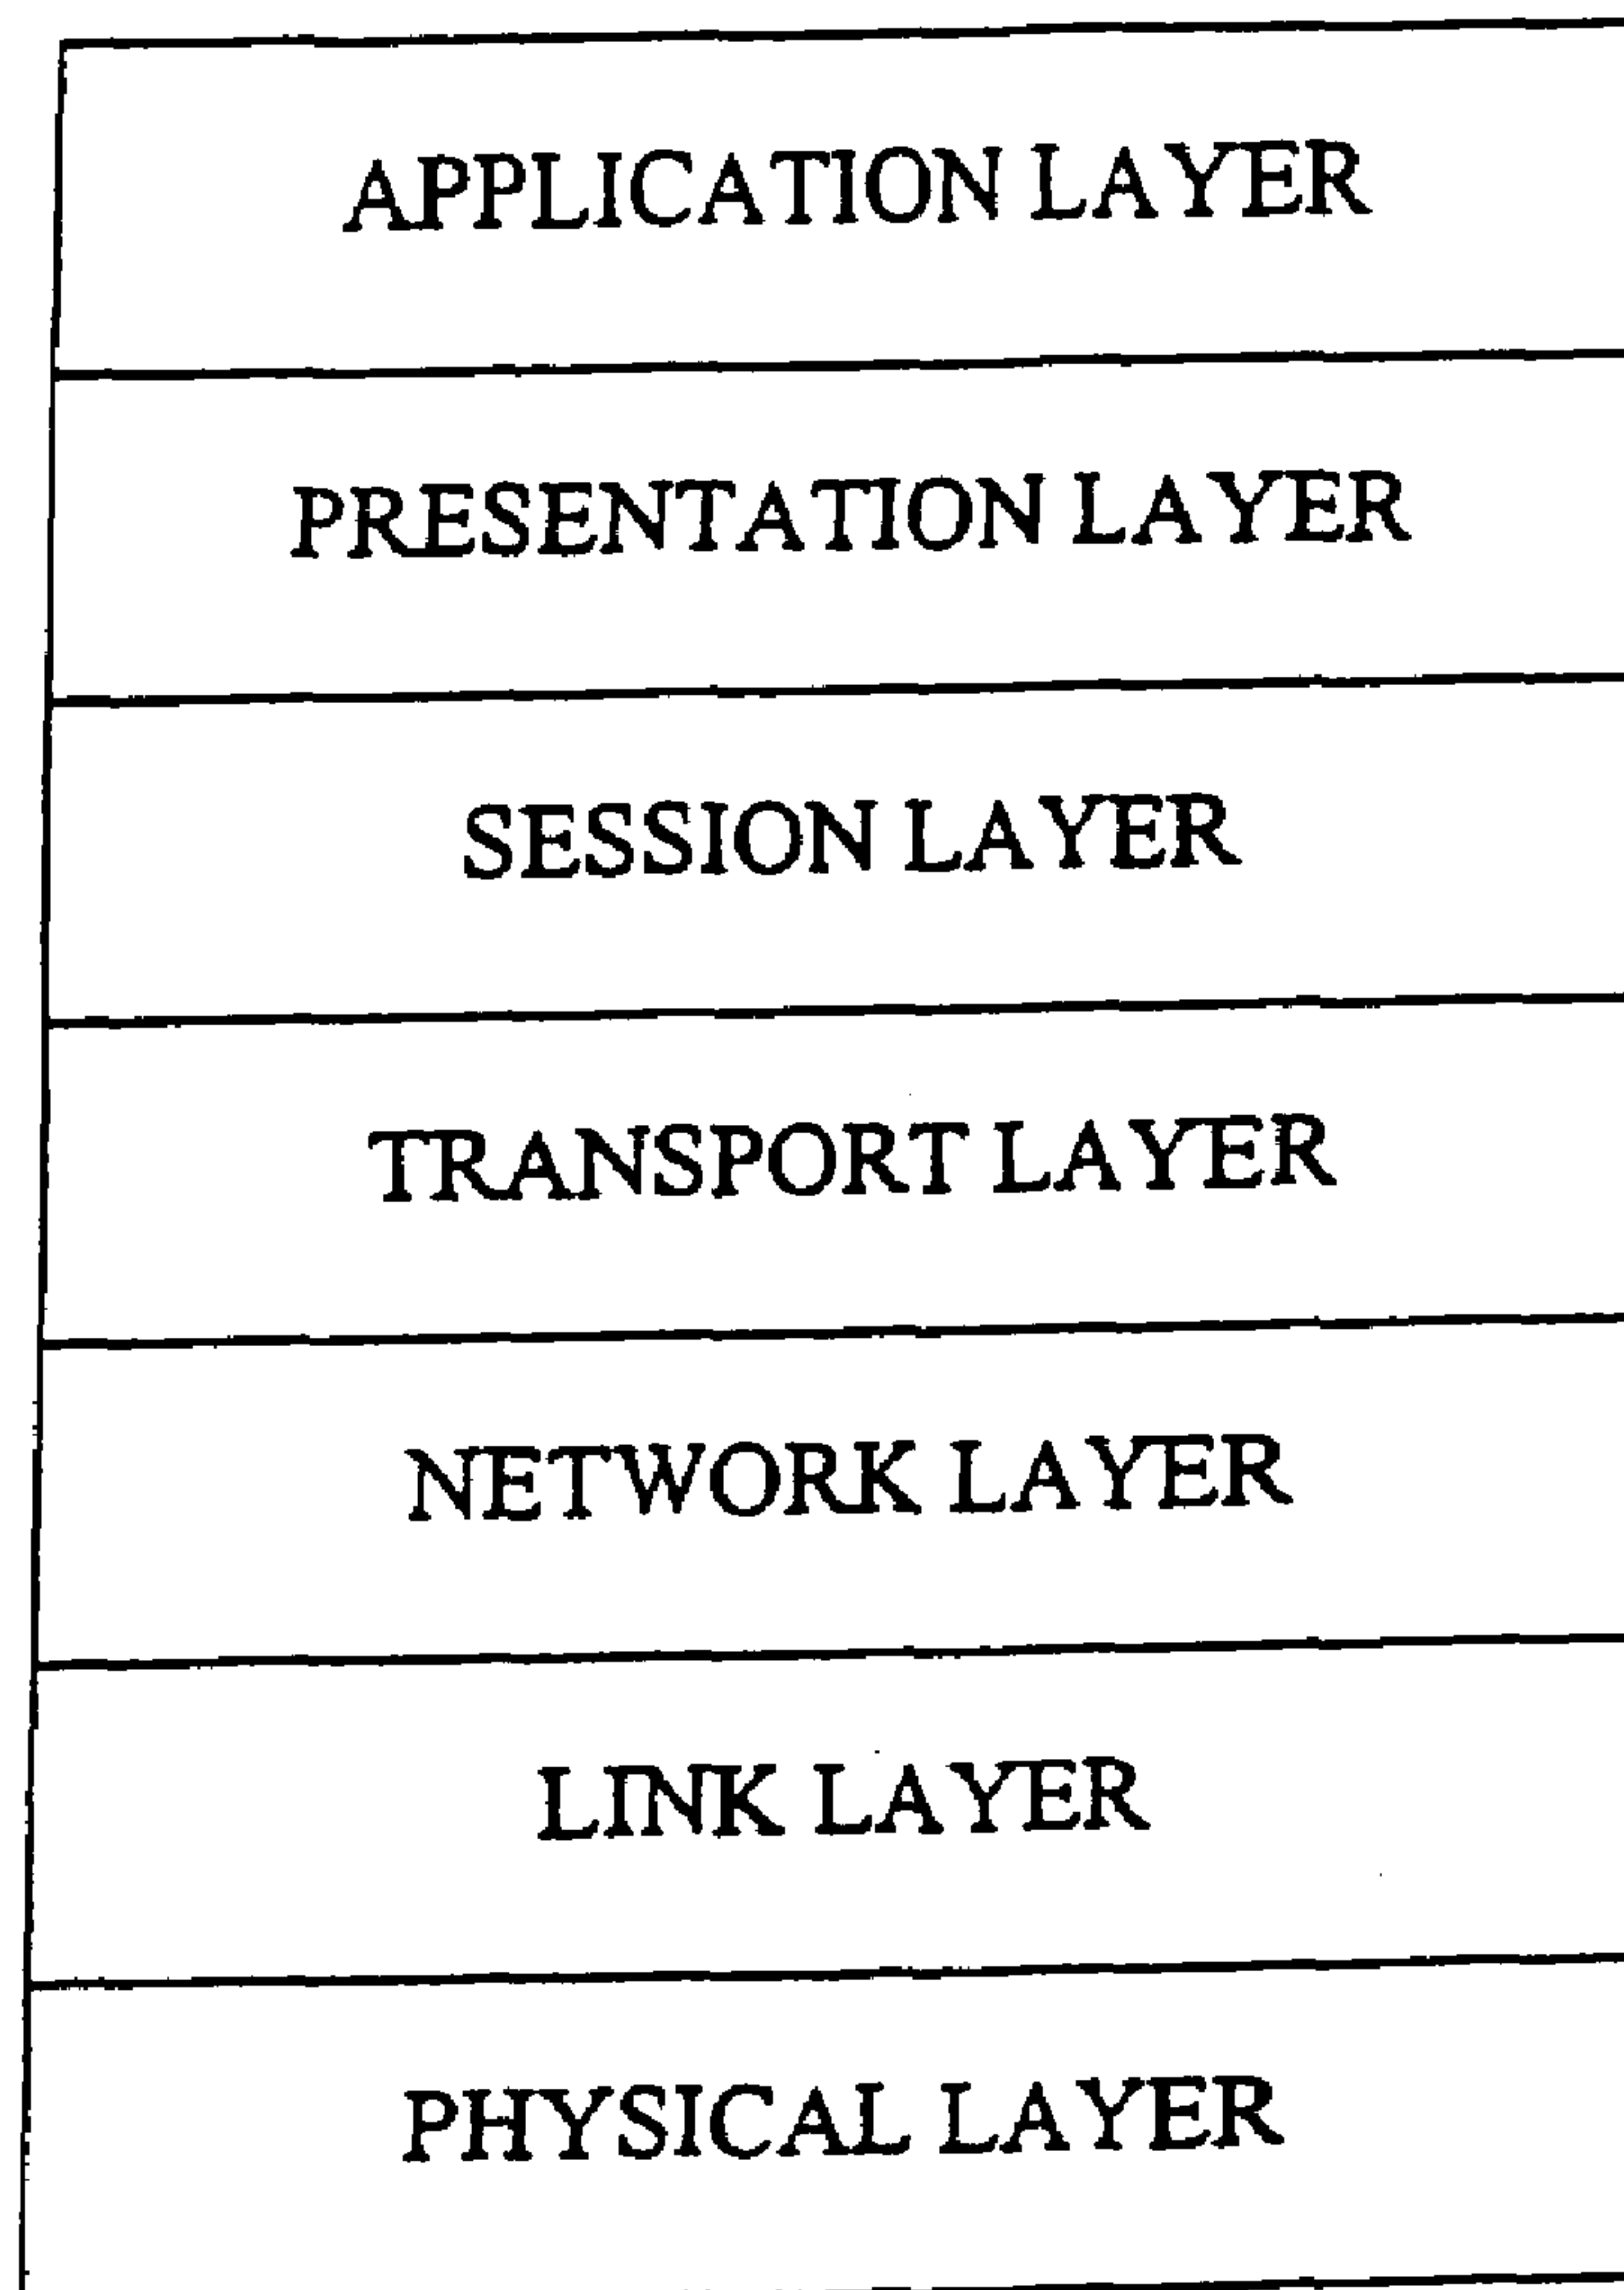 APPLICATION LAYER
PRESENTATION LAYER
SESSION LAYER
TRANSPORT LAYER
NETWORK LAYER
LINK LAYER
PHYSICAL LAYER